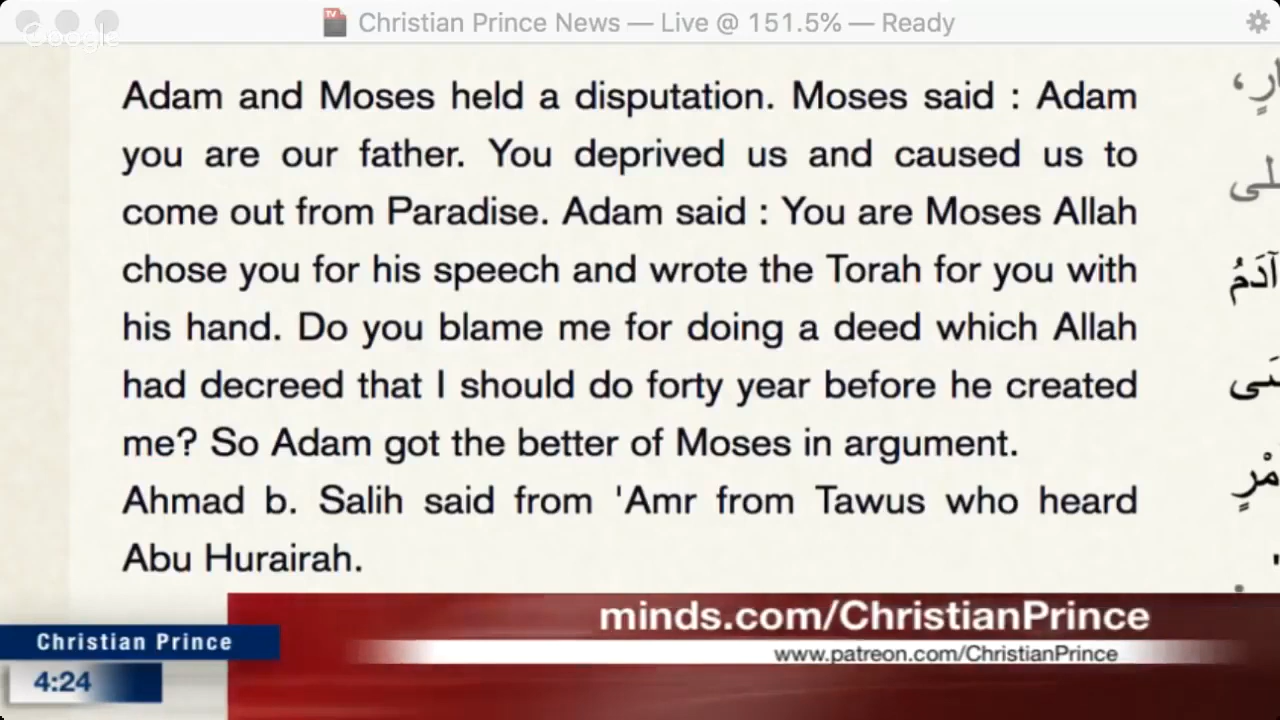 Christian Prince News — Live @ 151.5% — Ready
Google
Adam and Moses held a disputation. Moses said : Adam
you are our father. You deprived us and caused us to
come out from Paradise. Adam said : You are Moses Allah
chose you for his speech and wrote the Torah for you with
his hand. Do you blame me for doing a deed which Allah
had decreed that I should do forty year before he created
me? So Adam got the better of Moses in argument.
Ahmad b. Salih said from 'Amr from Tawus who heard
Abu Hurairah.
آدَمُ
minds.com/ChristianPrince
www.patreon.com/ChristianPrince
Christian Prince
4:24